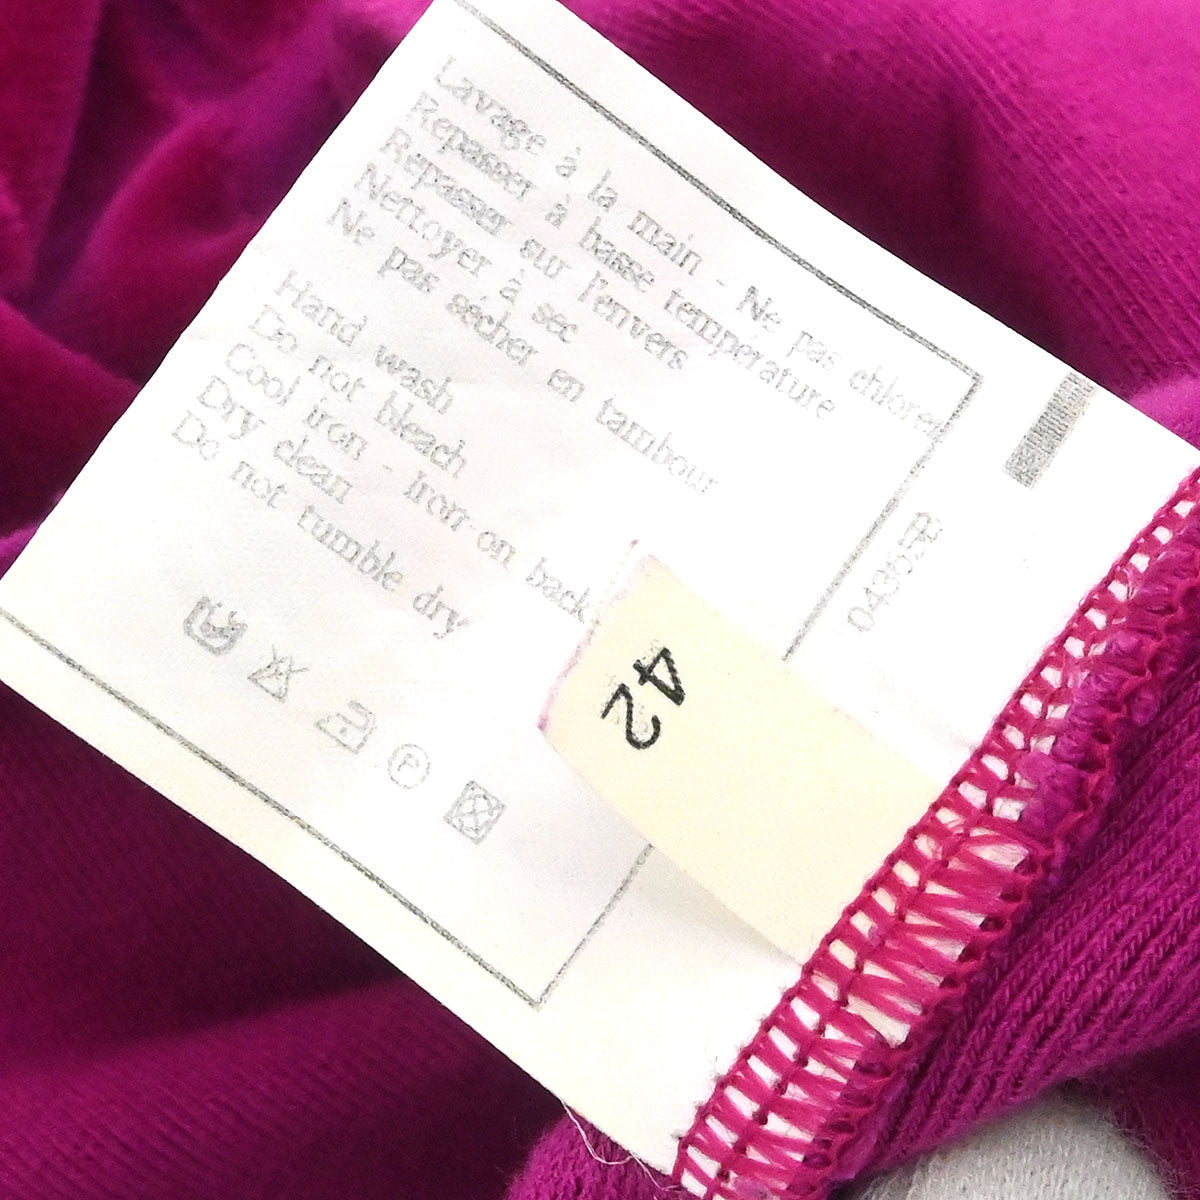 Lavage à la main - Ne pas chlorer
Repasser à basse temperature
Repasser sur l'envers
Nettoyer à sec
Ne pas sécher en tambour
Hand wash
Do not bleach
Cool iron - Iron on back
Dry clean
Do not tumble dry
P
42